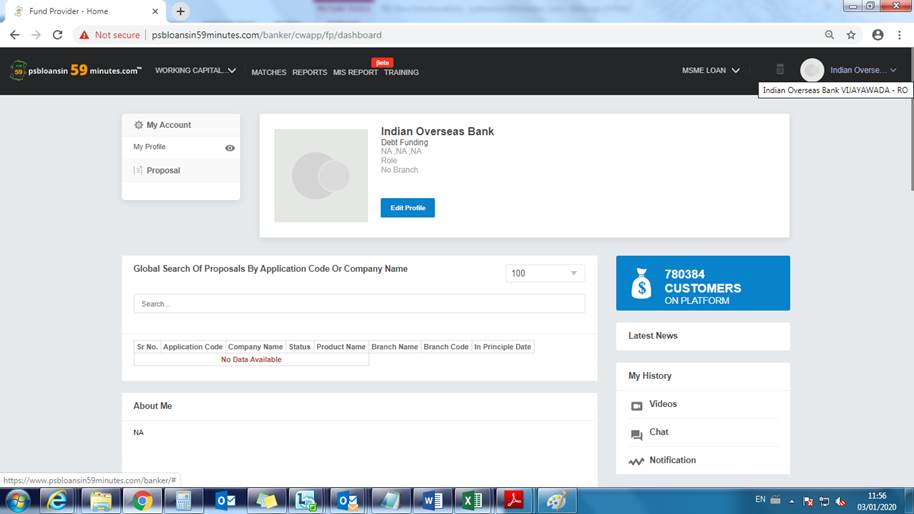 Fund Provider - Home
Not secure | psbloansin59minutes.com/banker/cwapp/fp/dashboard
psbloansin 59 minutes.com™
WORKING CAPITAL...
MATCHES
REPORTS
MIS REPORT
Beta
TRAINING
MSME LOAN
Indian Overse...
Indian Overseas Bank VIJAYAWADA - RO
My Account
My Profile
Proposal
Indian Overseas Bank
Debt Funding
NA ,NA ,NA
Role
No Branch
Edit Profile
Global Search Of Proposals By Application Code Or Company Name
100
Search...
Sr No. Application Code Company Name Status Product Name Branch Name Branch Code In Principle Date
No Data Available
About Me
NA
780384
CUSTOMERS
ON PLATFORM
Latest News
My History
Videos
Chat
Notification
https://www.psbloansin59minutes.com/banker/#
EN
11:56
03/01/2020